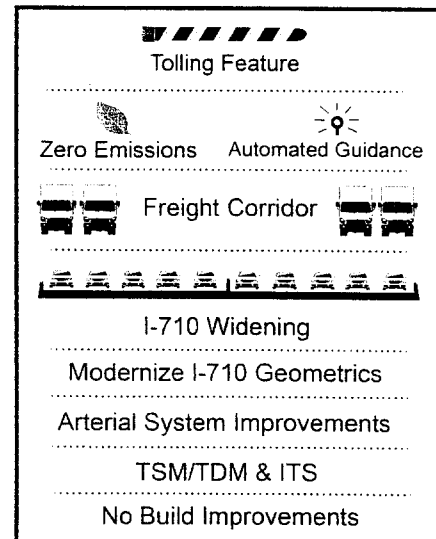 Tolling Feature
Zero Emissions
Automated Guidance
Freight Corridor
I-710 Widening
Modernize I-710 Geometrics
Arterial System Improvements
TSM/TDM & ITS
No Build Improvements